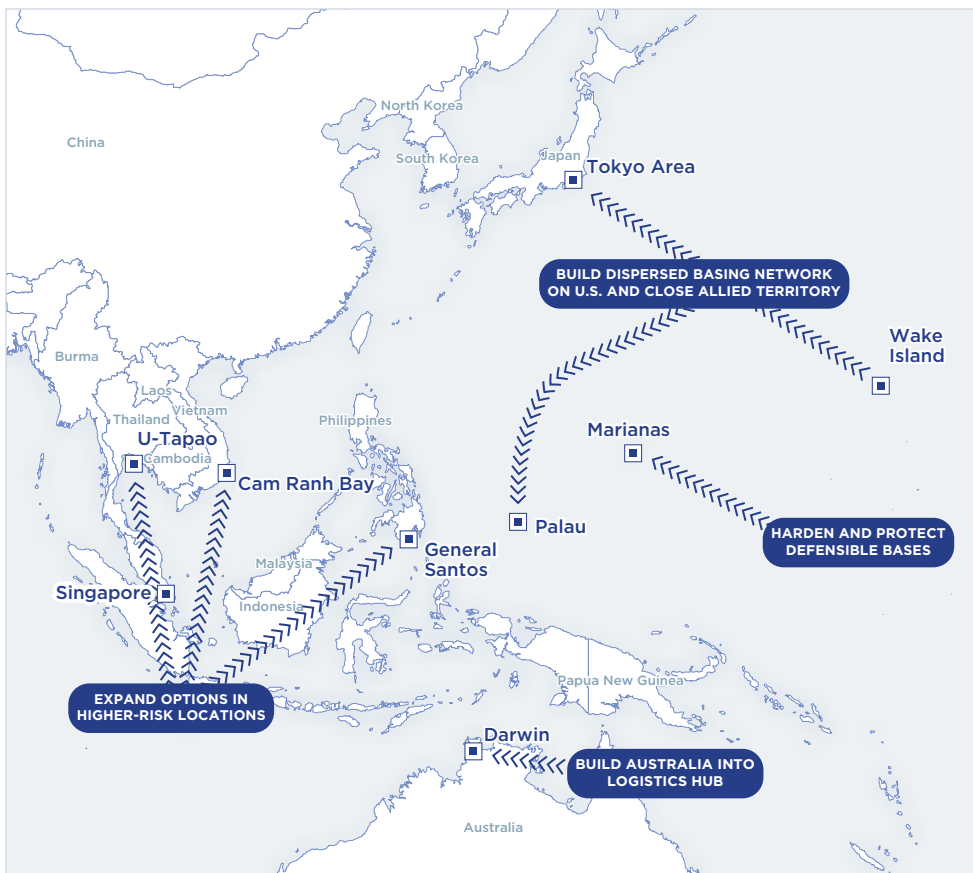 North Korea
China
South Korea
Japan
Tokyo Area
BUILD DISPERSED BASING NETWORK
ON U.S. AND CLOSE ALLIED TERRITORY
Wake
Island
Burma
Laos
Thailand
Vietnam
Philippines
U-Tapao
Marianas
Cambodia
Cam Ranh Bay
Palau
HARDEN AND PROTECT
DEFENSIBLE BASES
General
Santos
Malaysia
Singapore
Indonesia
Papua New Guinea
EXPAND OPTIONS IN
HIGHER-RISK LOCATIONS
Darwin
BUILD AUSTRALIA INTO
LOGISTICS HUB
Australia